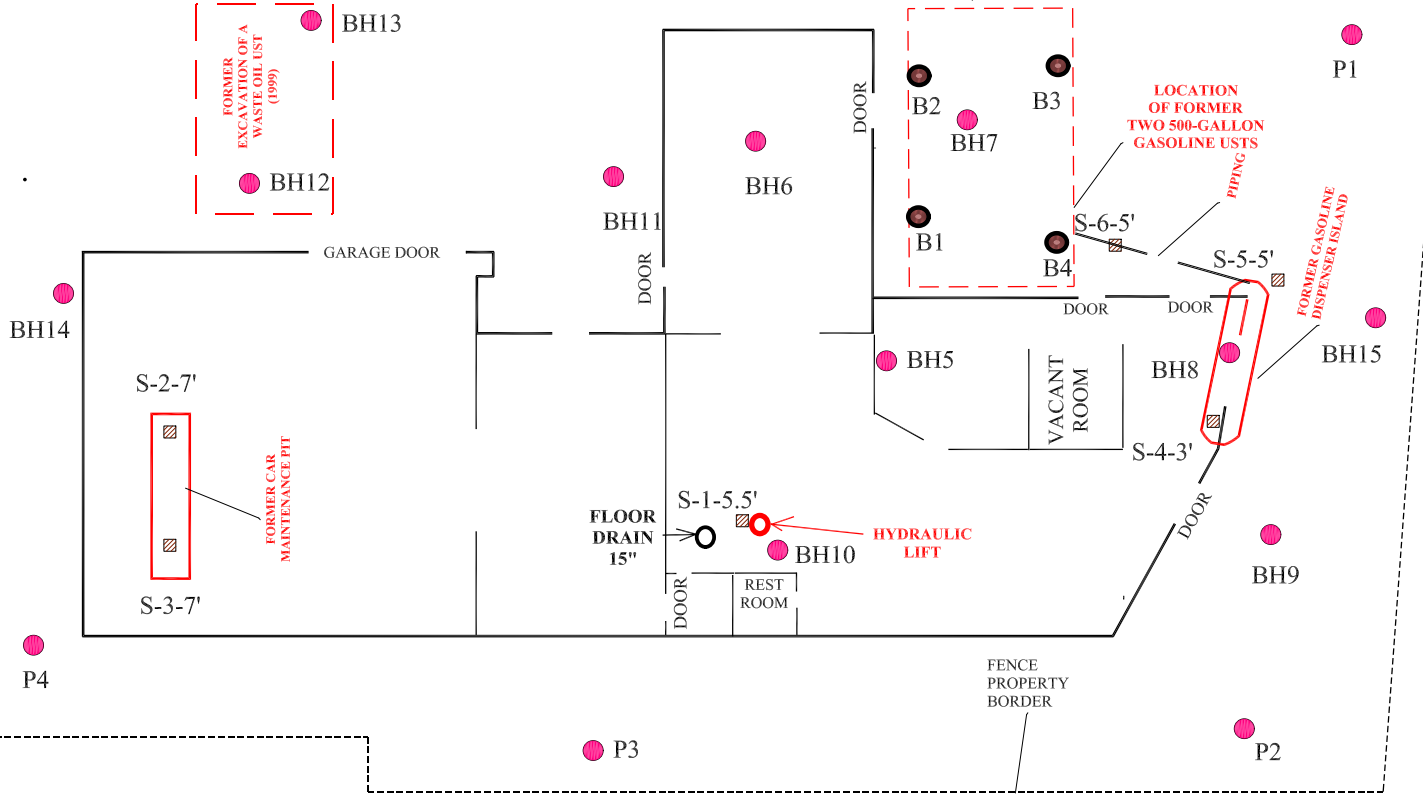 BH13
P1
FORMER
EXCAVATION OF A
WASTE OIL UST
(1999)
B2
B3
DOOR
BH7
LOCATION
OF FORMER
TWO 500-GALLON
GASOLINE USTS
BH12
BH6
BH11
PIPING
B1
S-6-5'
B4
S-5-5'
FORMER GASOLINE
DISPENSER ISLAND
GARAGE DOOR
DOOR
DOOR
DOOR
BH14
BH15
BH5
BH8
VACANT
ROOM
S-2-7'
S-4-3'
FORMER CAR
MAINTENANCE PIT
S-1-5.5'
FLOOR
DRAIN
15"
HYDRAULIC
LIFT
BH10
DOOR
BH9
S-3-7'
DOOR
REST
ROOM
P4
FENCE
PROPERTY
BORDER
P3
P2